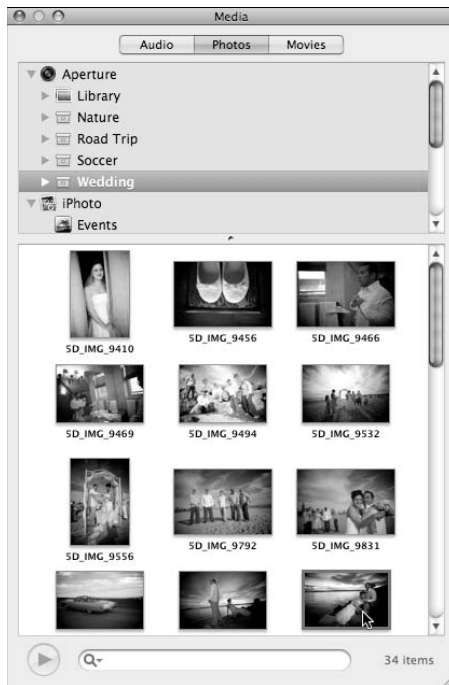 Media
Audio Photos Movies
Aperture
Library
Nature
Road Trip
Soccer
Wedding
iPhoto
Events
5D_IMG_9410 5D_IMG_9456 5D_IMG_9466
5D_IMG_9469 5D_IMG_9494 5D_IMG_9532
5D_IMG_9556 5D_IMG_9792 5D_IMG_9831
34 items